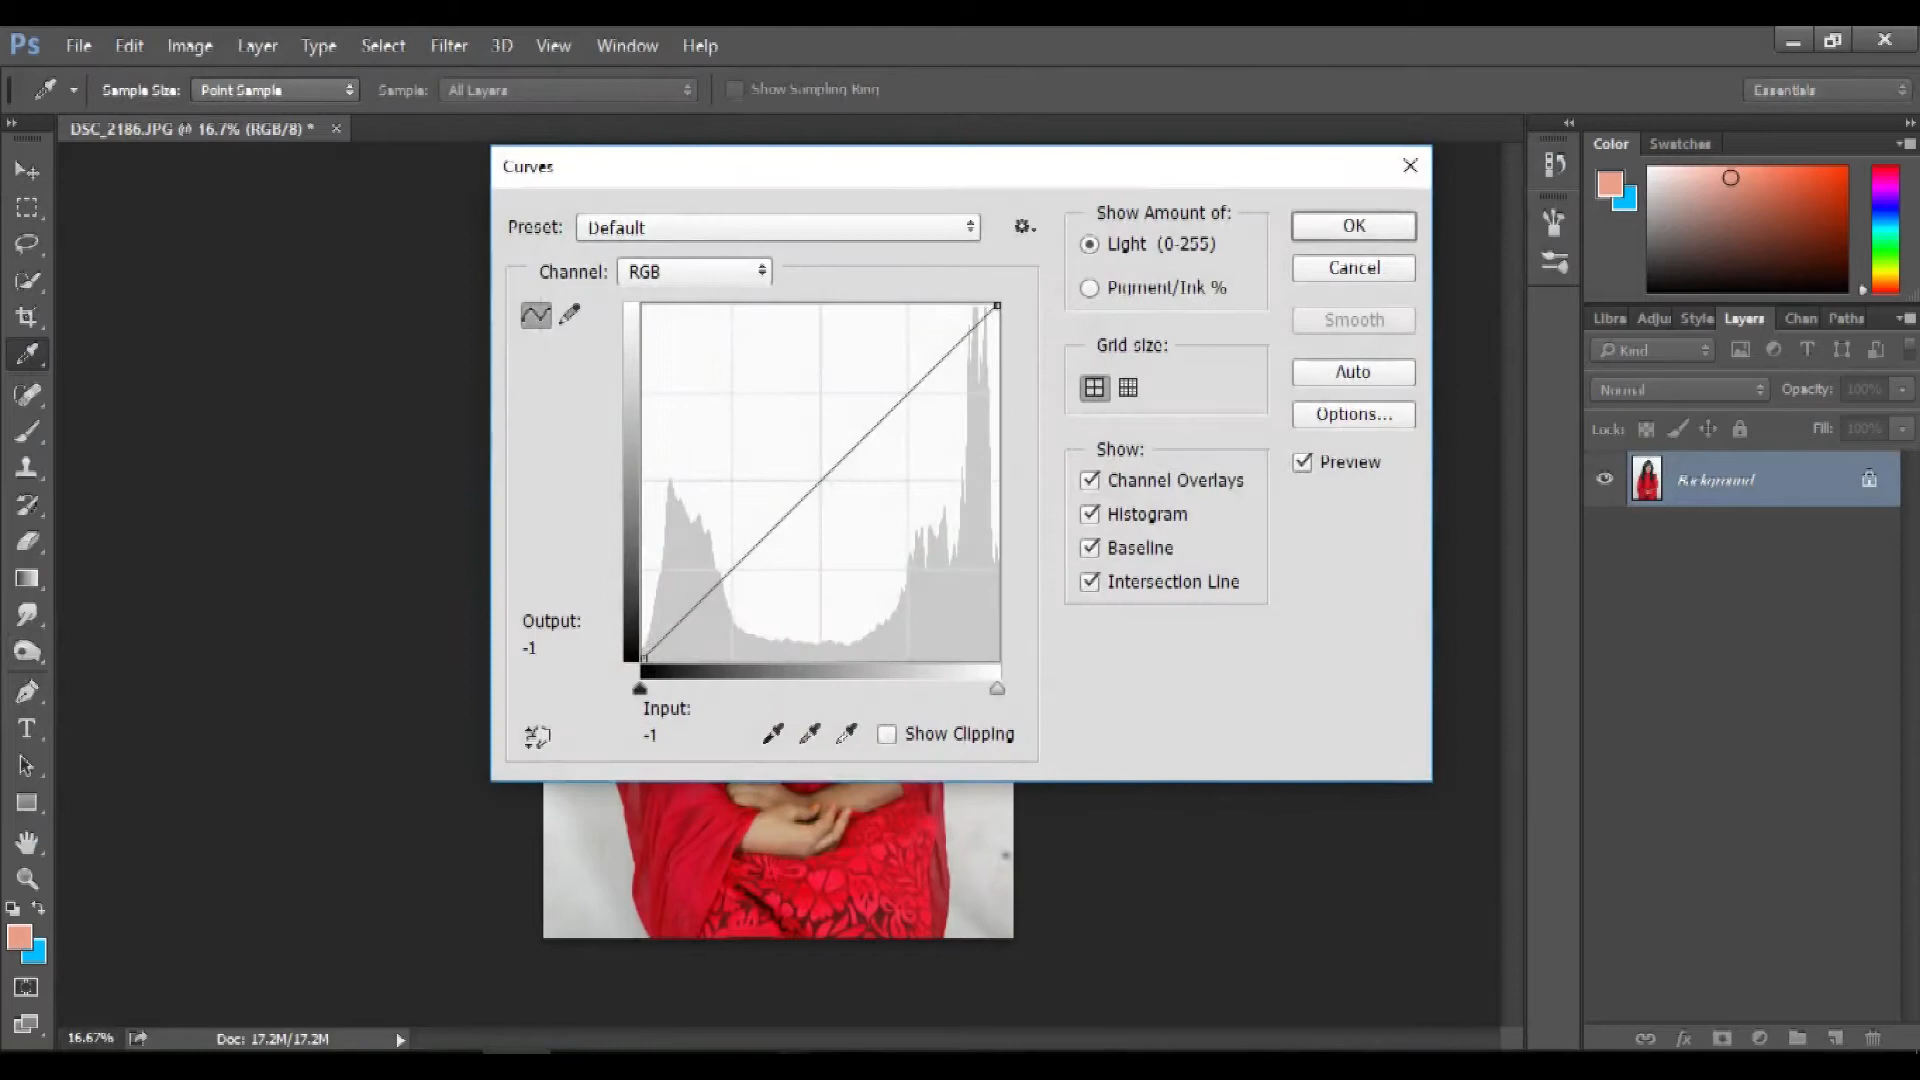 Ps File Edit Image Layer Type Select Filter 3D View Window Help
Sample Size: Point Sample Sample: All Layers Show Sampling Ring Essentials
DSC_2186.JPG @ 16.7% (RGB/8) *
Curves
Preset: Default
Channel: RGB
Output:
-1
Input:
-1
Show Clipping
Show Amount of:
Light (0-255)
Pigment/Ink %
Grid size:
Show:
Channel Overlays
Histogram
Baseline
Intersection Line
OK
Cancel
Smooth
Auto
Options...
Preview
Color Swatches
Libra Adju Style Layers Chan Paths
Kind
Normal Opacity: 100%
Lock: Fill: 100%
Background
16.67% Doc: 17.2M/17.2M